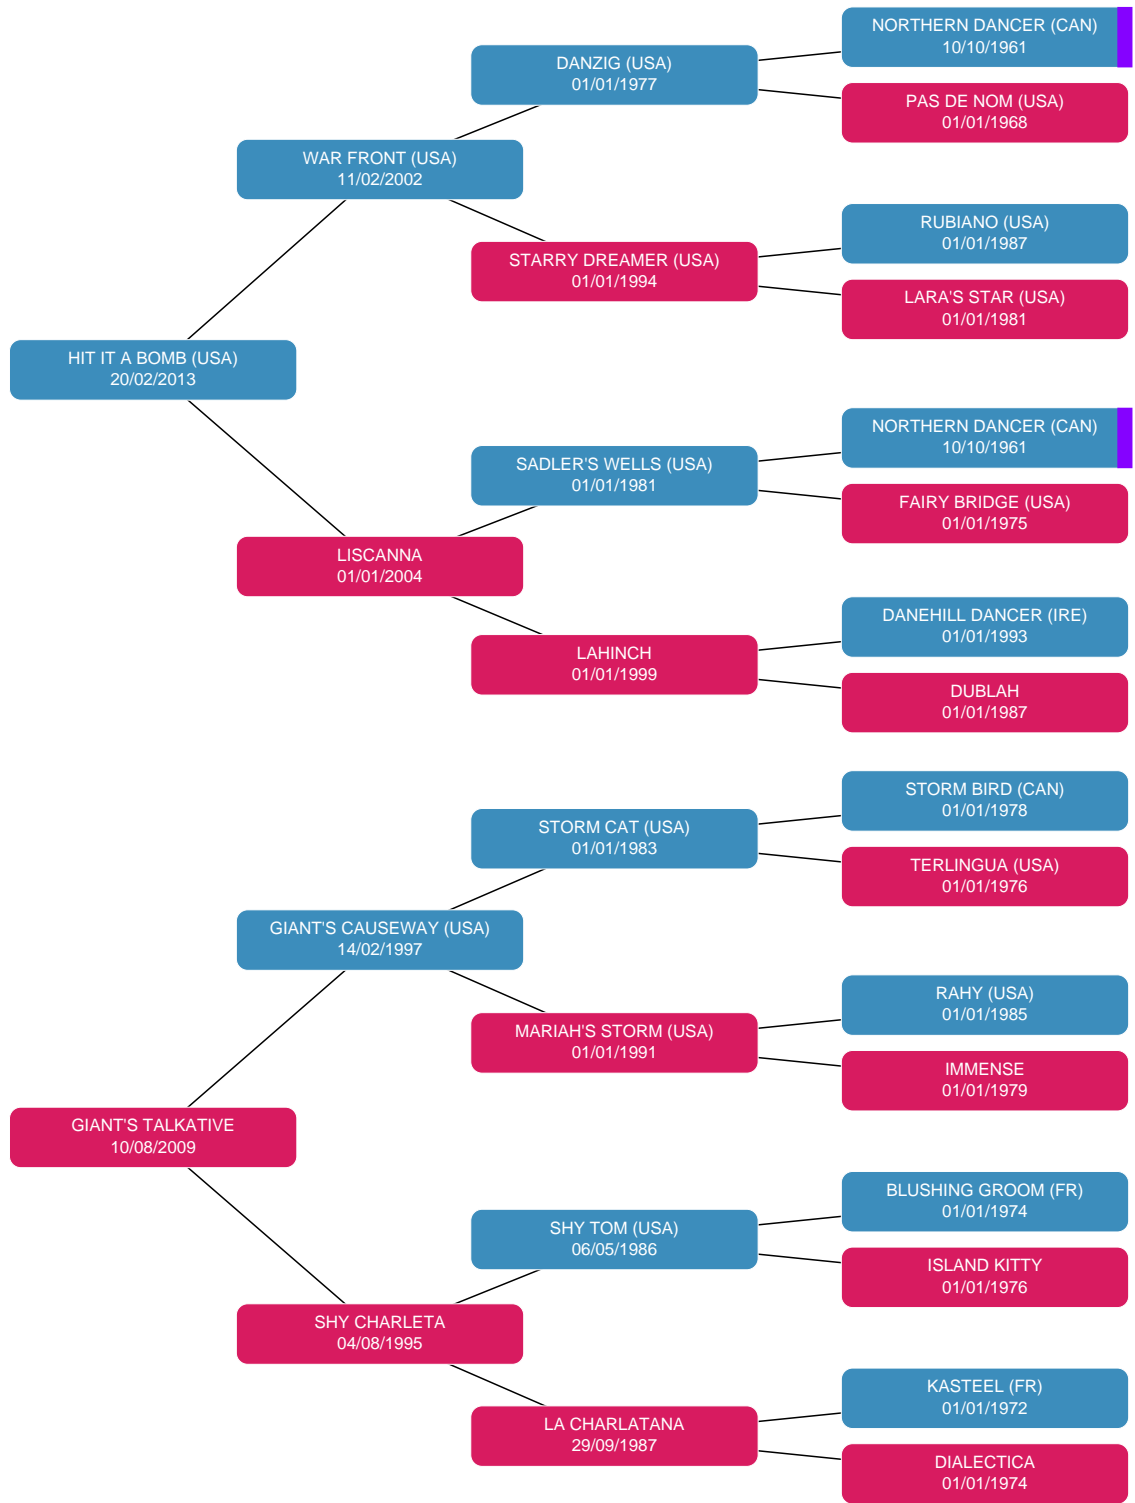 NORTHERN DANCER (CAN)
10/10/1961
DANZIG (USA)
01/01/1977
PAS DE NOM (USA)
01/01/1968
WAR FRONT (USA)
11/02/2002
RUBIANO (USA)
01/01/1987
STARRY DREAMER (USA)
01/01/1994
LARA'S STAR (USA)
01/01/1981
HIT IT A BOMB (USA)
20/02/2013
NORTHERN DANCER (CAN)
10/10/1961
SADLER'S WELLS (USA)
01/01/1981
FAIRY BRIDGE (USA)
01/01/1975
LISCANNA
01/01/2004
DANEHILL DANCER (IRE)
01/01/1993
LAHINCH
01/01/1999
DUBLAH
01/01/1987
STORM BIRD (CAN)
01/01/1978
STORM CAT (USA)
01/01/1983
TERLINGUA (USA)
01/01/1976
GIANT'S CAUSEWAY (USA)
14/02/1997
RAHY (USA)
01/01/1985
MARIAH'S STORM (USA)
01/01/1991
IMMENSE
01/01/1979
GIANT'S TALKATIVE
10/08/2009
BLUSHING GROOM (FR)
01/01/1974
SHY TOM (USA)
06/05/1986
ISLAND KITTY
01/01/1976
SHY CHARLETA
04/08/1995
KASTEEL (FR)
01/01/1972
LA CHARLATANA
29/09/1987
DIALECTICA
01/01/1974